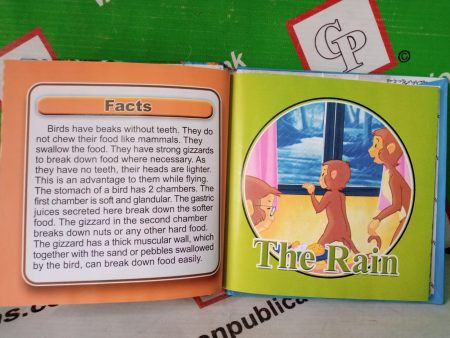 GP
©
Facts
Birds have beaks without teeth. They do
not chew their food like mammals. They
swallow the food. They have strong gizzards
to break down food where necessary. As
they have no teeth, their heads are lighter.
This is an advantage to them while flying.
The stomach of a bird has 2 chambers. The
first chamber is soft and glandular. The gastric
juices secreted here break down the softer
food. The gizzard in the second chamber
breaks down nuts or any other hard food.
The gizzard has a thick muscular wall, which
together with the sand or pebbles swallowed
by the bird, can break down food easily.
The Rain